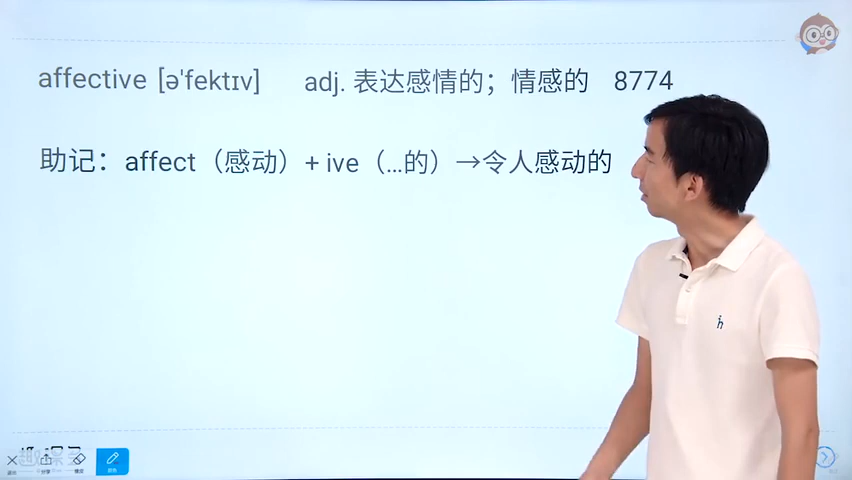 affective [ə'fektɪv] adj. 表达感情的；情感的 8774
助记：affect（感动）+ ive（…的）→令人感动的